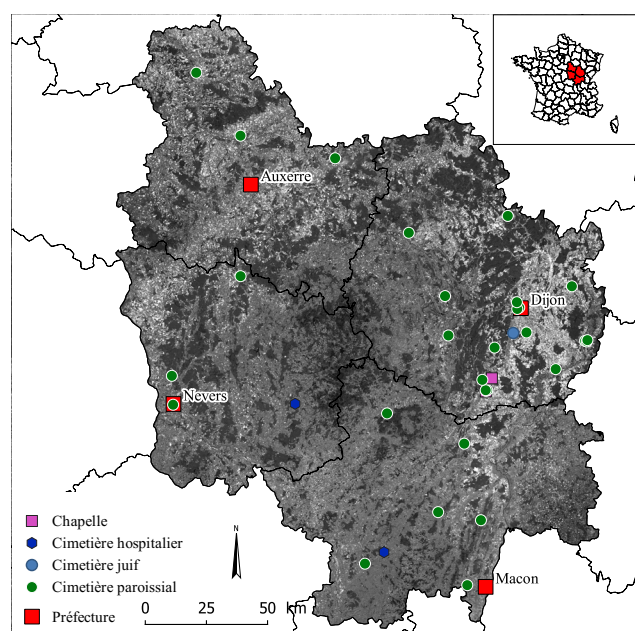 Auxerre
Dijon
Nevers
Macon
Chapelle
Cimetière hospitalier
Cimetière juif
Cimetière paroissial
Préfecture
N
0 25 50 km